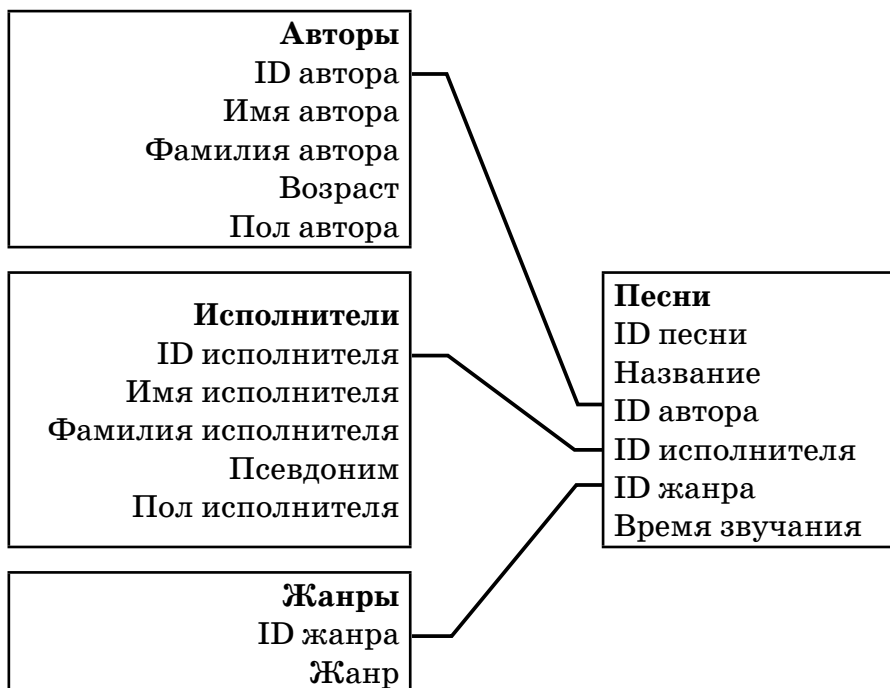 Авторы
ID автора
Имя автора
Фамилия автора
Возраст
Пол автора
Исполнители
ID исполнителя
Имя исполнителя
Фамилия исполнителя
Псевдоним
Пол исполнителя
Жанры
ID жанра
Жанр
Песни
ID песни
Название
ID автора
ID исполнителя
ID жанра
Время звучания